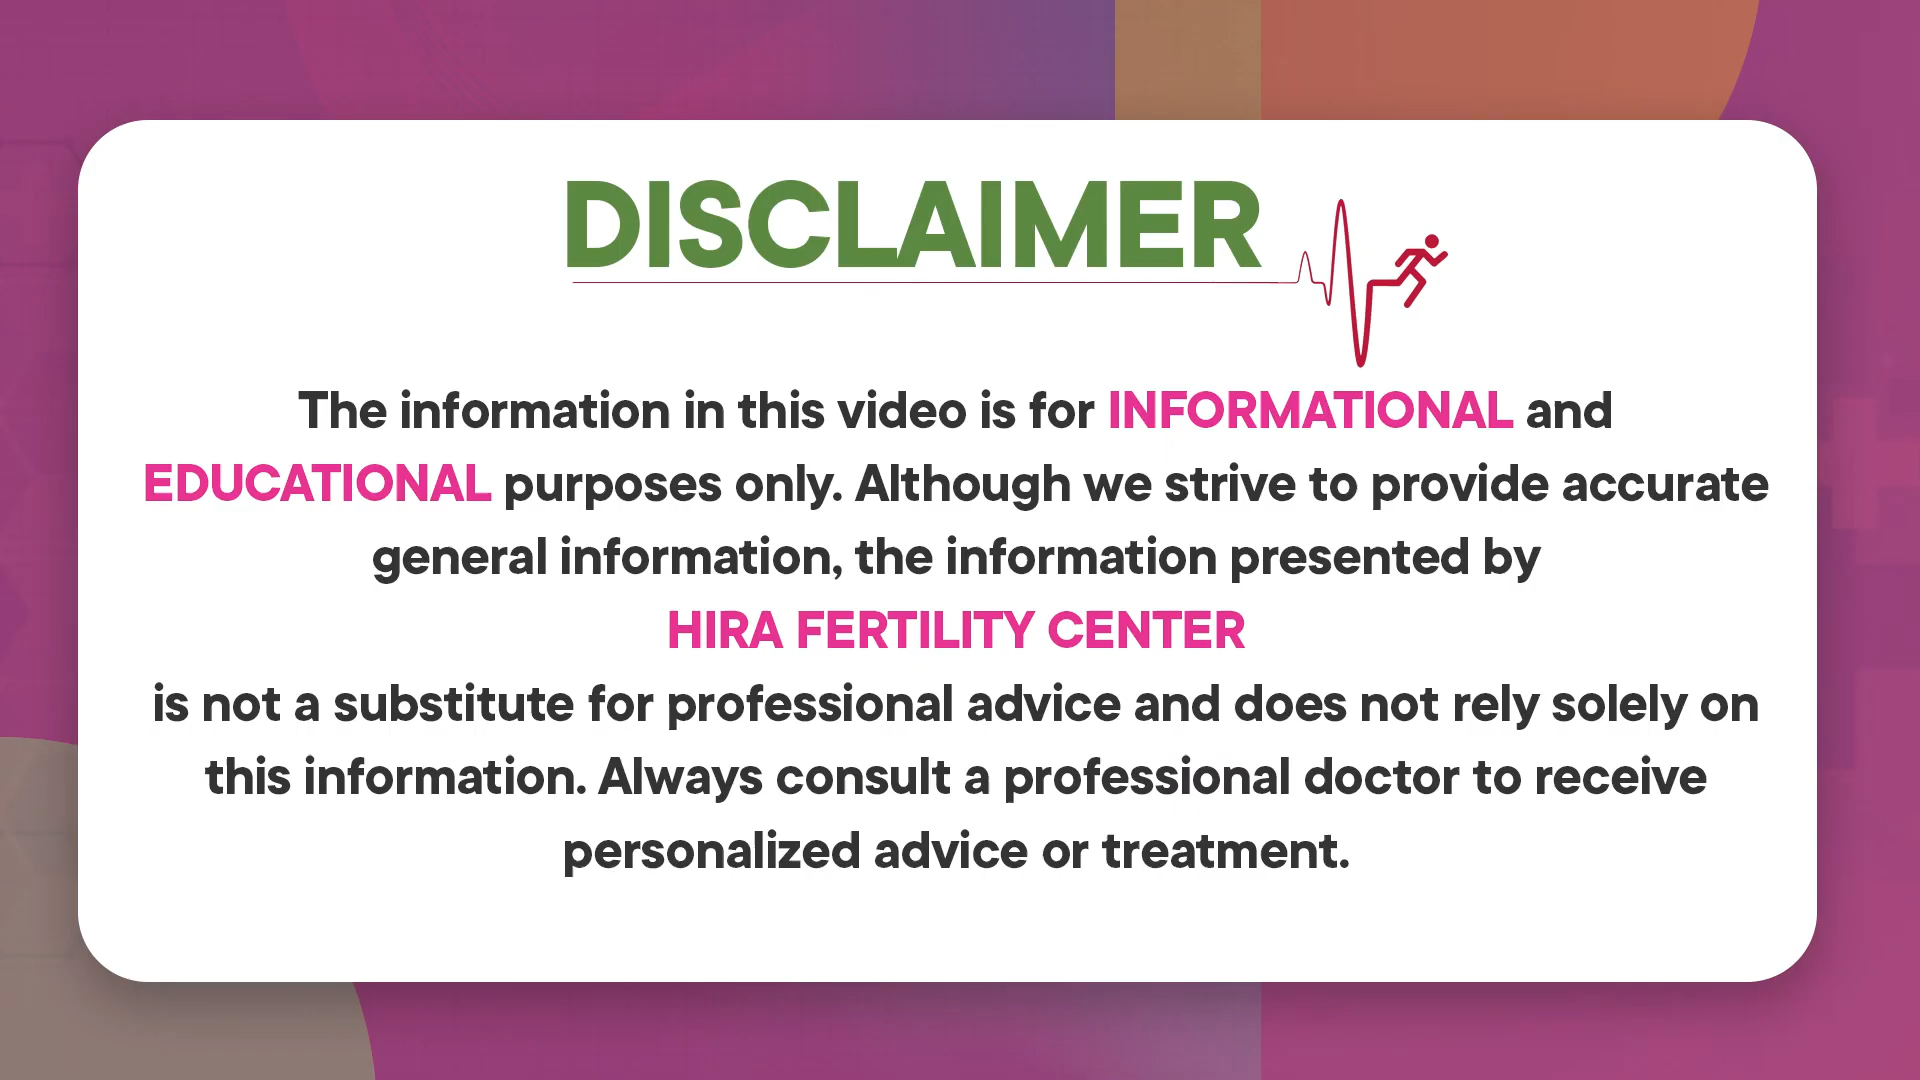 DISCLAIMER
The information in this video is for INFORMATIONAL and
EDUCATIONAL purposes only. Although we strive to provide accurate
general information, the information presented by
HIRA FERTILITY CENTER
is not a substitute for professional advice and does not rely solely on
this information. Always consult a professional doctor to receive
personalized advice or treatment.